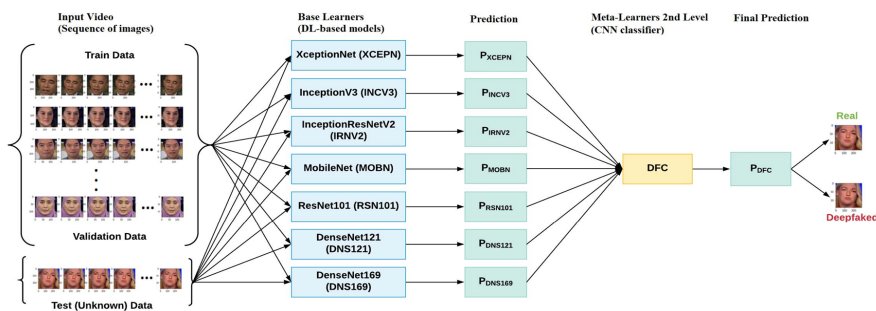 Input Video
(Sequence of images)
Base Learners
(DL-based models)
Prediction
Meta-Learners 2nd Level
(CNN classifier)
Final Prediction
Train Data
Validation Data
Test (Unknown) Data
XceptionNet (XCEPN)
InceptionV3 (INCV3)
InceptionResNetV2
(IRNV2)
MobileNet (MOBN)
ResNet101 (RSN101)
DenseNet121
(DNS121)
DenseNet169
(DNS169)
PXCEPN
PINCV3
PIRNV2
PMOBN
PRSN101
PDNS121
PDNS169
DFC
PDFC
Real
Deepfaked